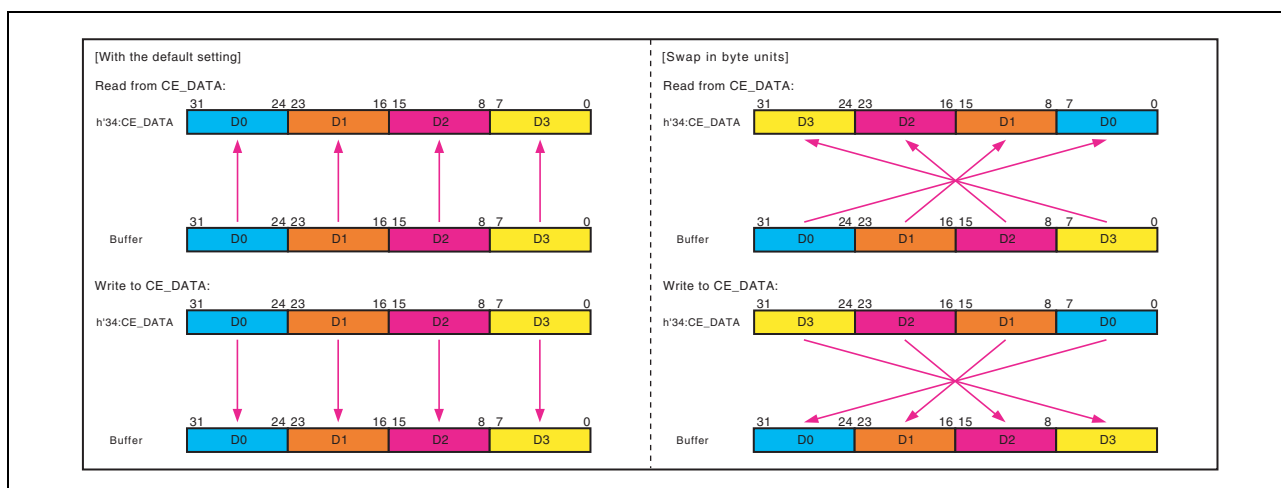 [With the default setting]
Read from CE_DATA:
31 24 23 16 15 8 7 0
h'34:CE_DATA D0 D1 D2 D3
31 24 23 16 15 8 7 0
Buffer D0 D1 D2 D3
Write to CE_DATA:
31 24 23 16 15 8 7 0
h'34:CE_DATA D0 D1 D2 D3
31 24 23 16 15 8 7 0
Buffer D0 D1 D2 D3
[Swap in byte units]
Read from CE_DATA:
31 24 23 16 15 8 7 0
h'34:CE_DATA D3 D2 D1 D0
31 24 23 16 15 8 7 0
Buffer D0 D1 D2 D3
Write to CE_DATA:
31 24 23 16 15 8 7 0
h'34:CE_DATA D3 D2 D1 D0
31 24 23 16 15 8 0
Buffer D0 D1 D2 D3